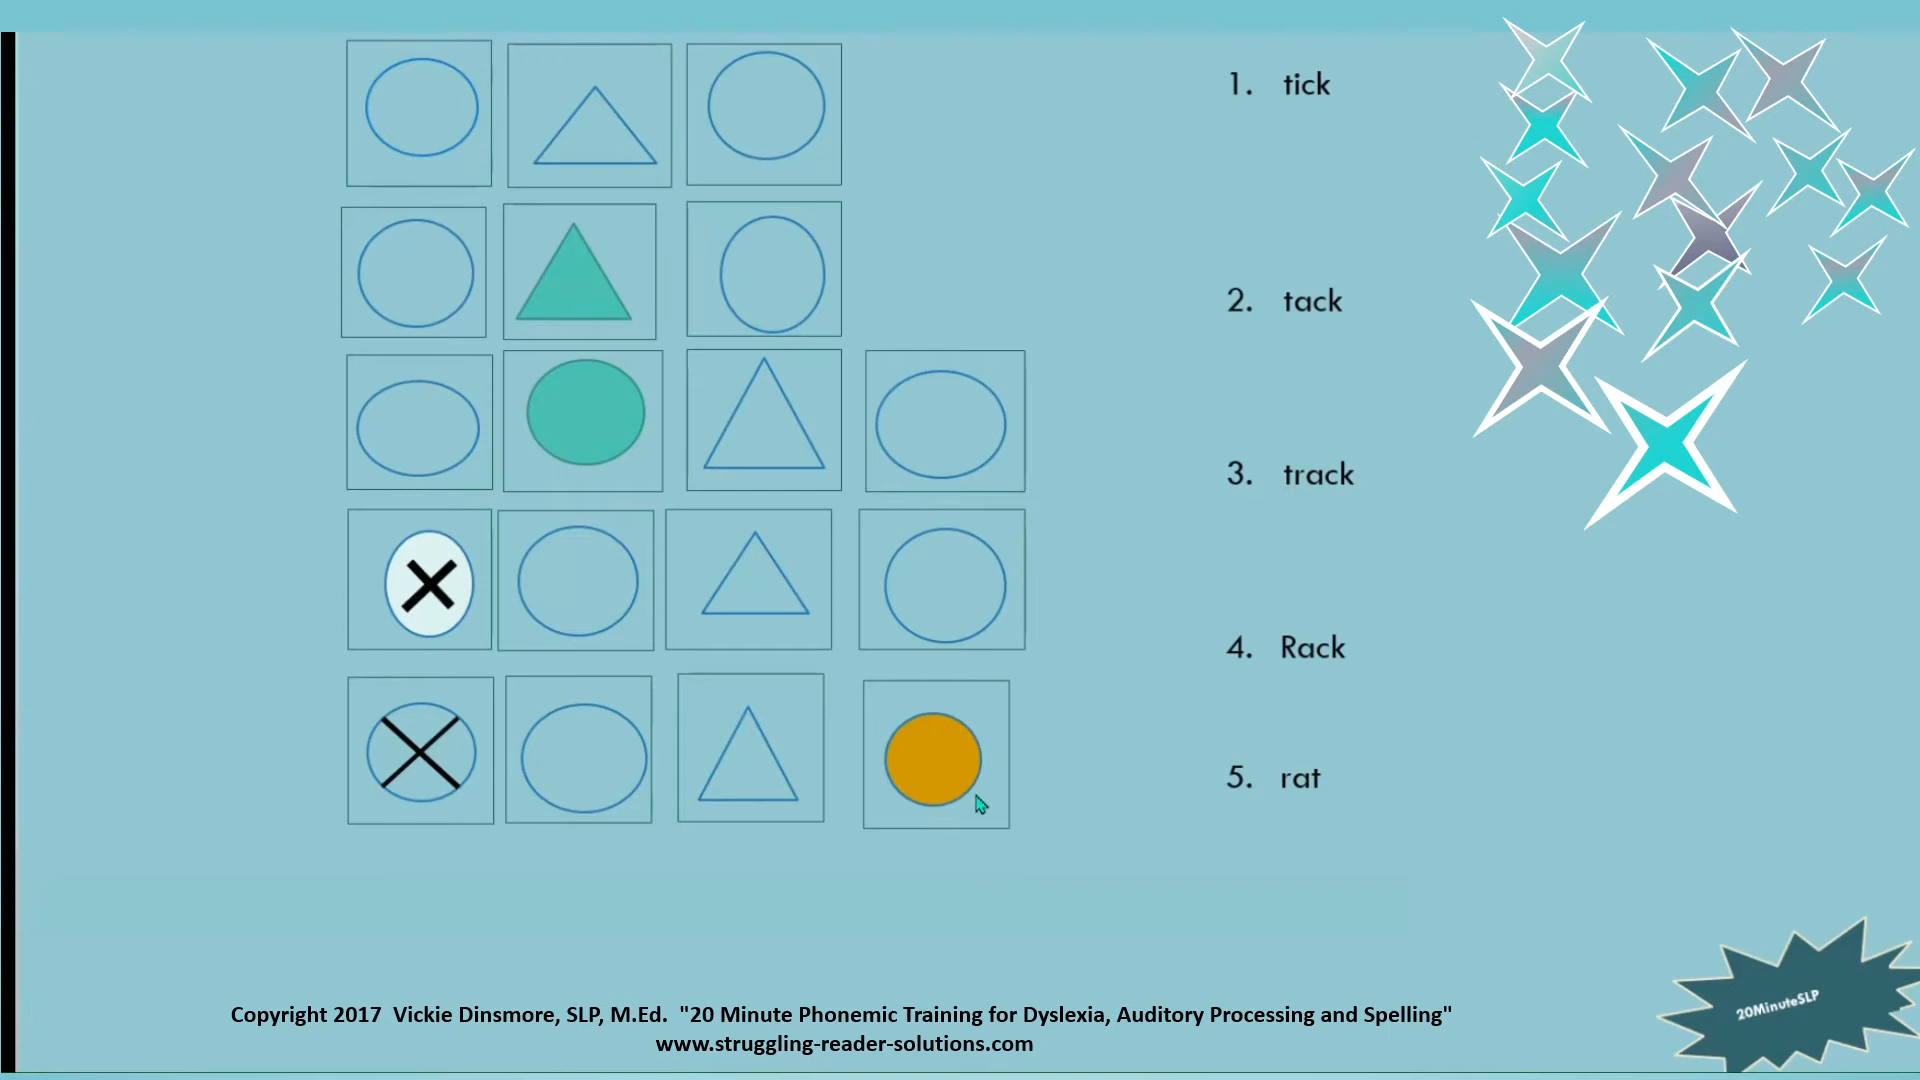 1. tick
2. tack
3. track
4. Rack
5. rat
20MinuteSLP
Copyright 2017 Vickie Dinsmore, SLP, M.Ed. "20 Minute Phonemic Training for Dyslexia, Auditory Processing and Spelling"
www.struggling-reader-solutions.com